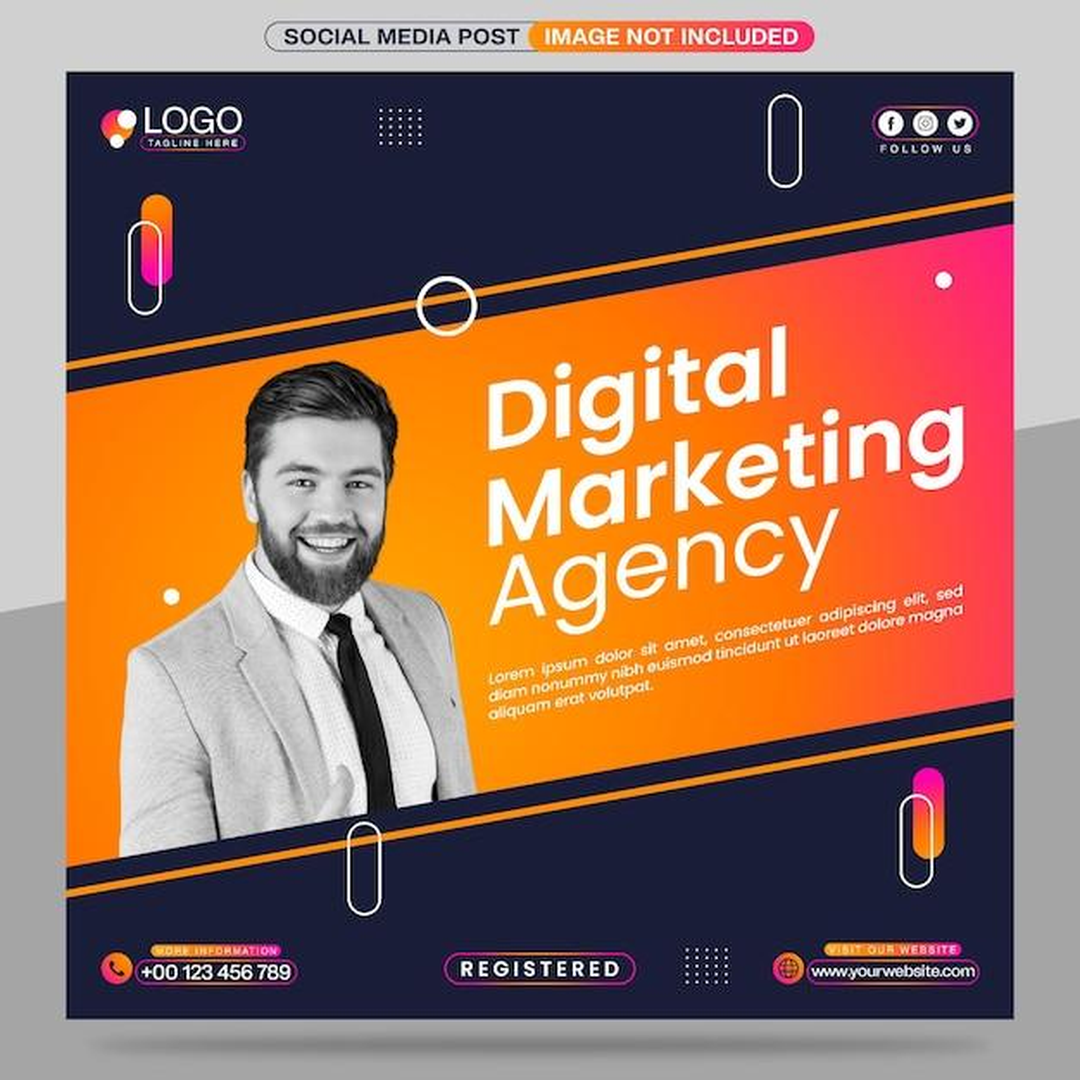 SOCIAL MEDIA POST IMAGE NOT INCLUDED
LOGO
TAGLINE HERE
FOLLOW US
Digital
Marketing
Agency
Lorem ipsum dolor sit amet, consectetuer adipiscing elit, sed
diam nonummy nibh euismod tincidunt ut laoreet dolore magna
aliquam erat volutpat.
MORE INFORMATION
+00 123 456 789
REGISTERED
VISIT OUR WEBSITE
www.yourwebsite.com